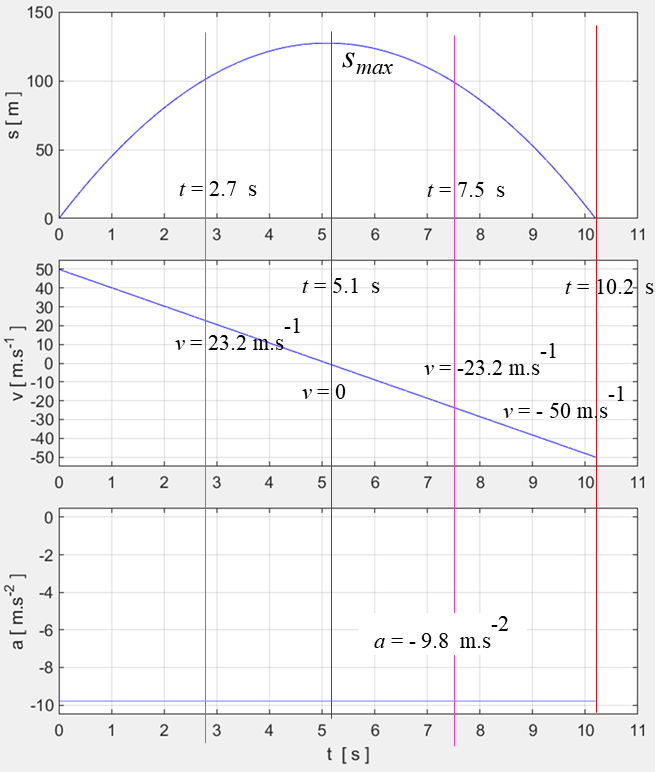 150
100
50
0
s [ m ]
s_max
t = 2.7 s
t = 7.5 s
0 1 2 3 4 5 6 7 8 9 10 11
50
40
30
20
10
0
-10
-20
-30
-40
-50
v [ m.s^-1 ]
t = 5.1 s
t = 10.2 s
v = 23.2 m.s^-1
v = -23.2 m.s^-1
v = 0
v = - 50 m.s^-1
0 1 2 3 4 5 6 7 8 9 10 11
0
-2
-4
-6
-8
-10
a [ m.s^-2 ]
a = - 9.8 m.s^-2
0 1 2 3 4 5 6 7 8 9 10 11
t [ s ]